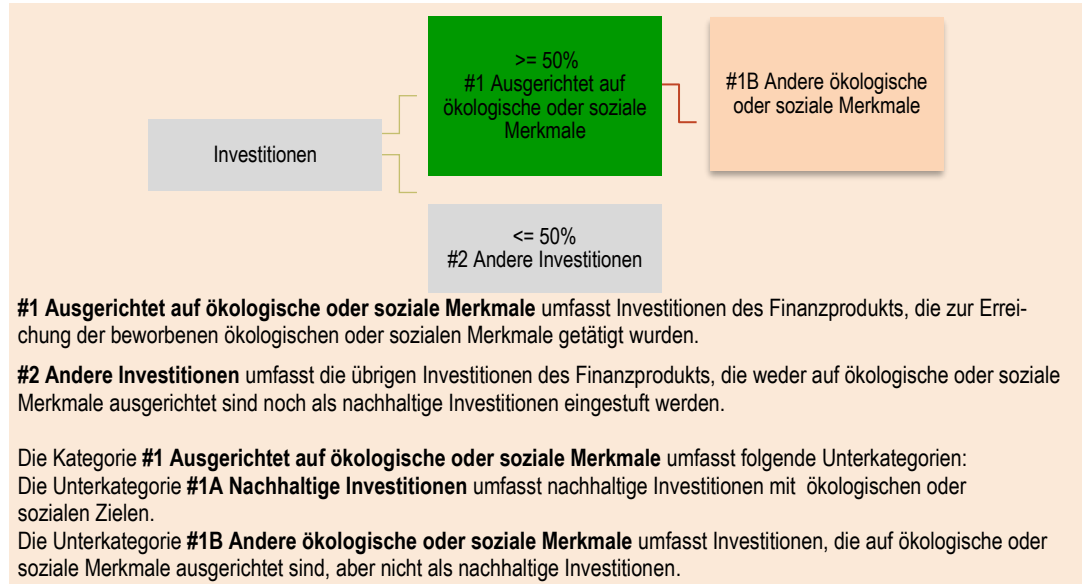 >= 50%
#1 Ausgerichtet auf
ökologische oder soziale
Merkmale
#1B Andere ökologische
oder soziale Merkmale
Investitionen
<= 50%
#2 Andere Investitionen
#1 Ausgerichtet auf ökologische oder soziale Merkmale umfasst Investitionen des Finanzprodukts, die zur Errei-
chung der beworbenen ökologischen oder sozialen Merkmale getätigt wurden.
#2 Andere Investitionen umfasst die übrigen Investitionen des Finanzprodukts, die weder auf ökologische oder soziale
Merkmale ausgerichtet sind noch als nachhaltige Investitionen eingestuft werden.
Die Kategorie #1 Ausgerichtet auf ökologische oder soziale Merkmale umfasst folgende Unterkategorien:
Die Unterkategorie #1A Nachhaltige Investitionen umfasst nachhaltige Investitionen mit ökologischen oder
sozialen Zielen.
Die Unterkategorie #1B Andere ökologische oder soziale Merkmale umfasst Investitionen, die auf ökologische oder
soziale Merkmale ausgerichtet sind, aber nicht als nachhaltige Investitionen.